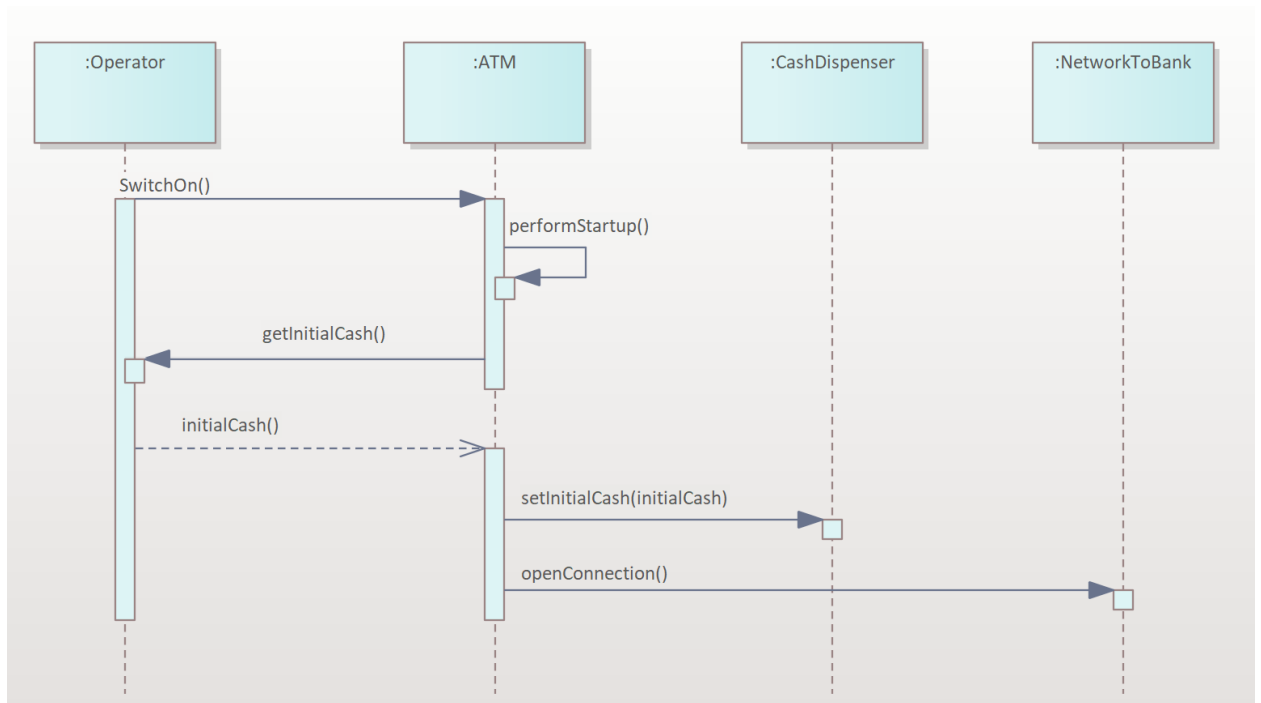 :Operator
:ATM
:CashDispenser
:NetworkToBank
SwitchOn()
performStartup()
getInitialCash()
initialCash()
setInitialCash(initialCash)
openConnection()